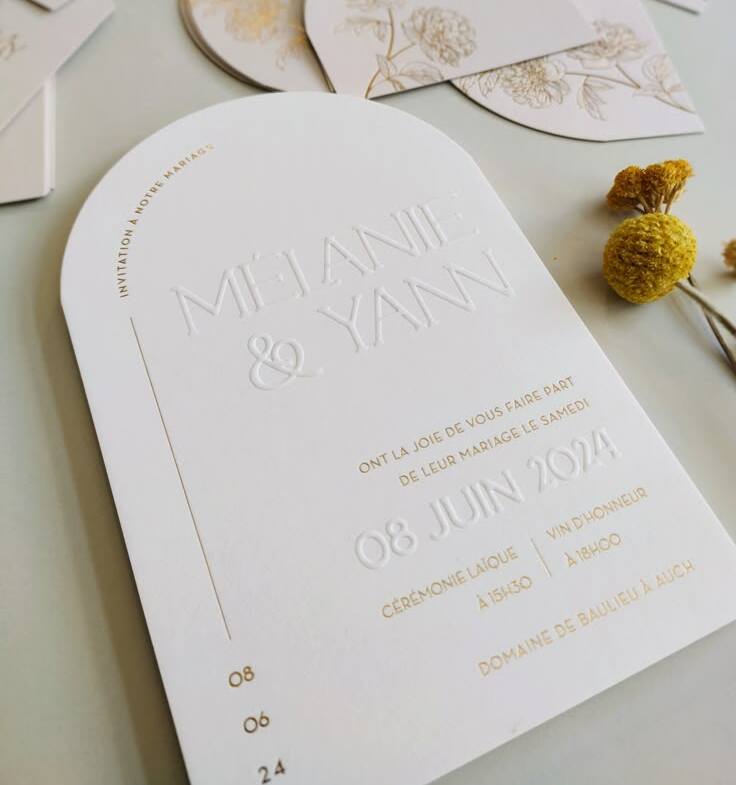 INVITATION À NOTRE MARIAGE
MÉLANIE
& YANN
ONT LA JOIE DE VOUS FAIRE PART
DE LEUR MARIAGE LE SAMEDI
08 JUIN 2024
CÉRÉMONIE LAÏQUE
À 15H30
VIN D'HONNEUR
À 18H00
DOMAINE DE BAULIEU À AUCH
08
06
24